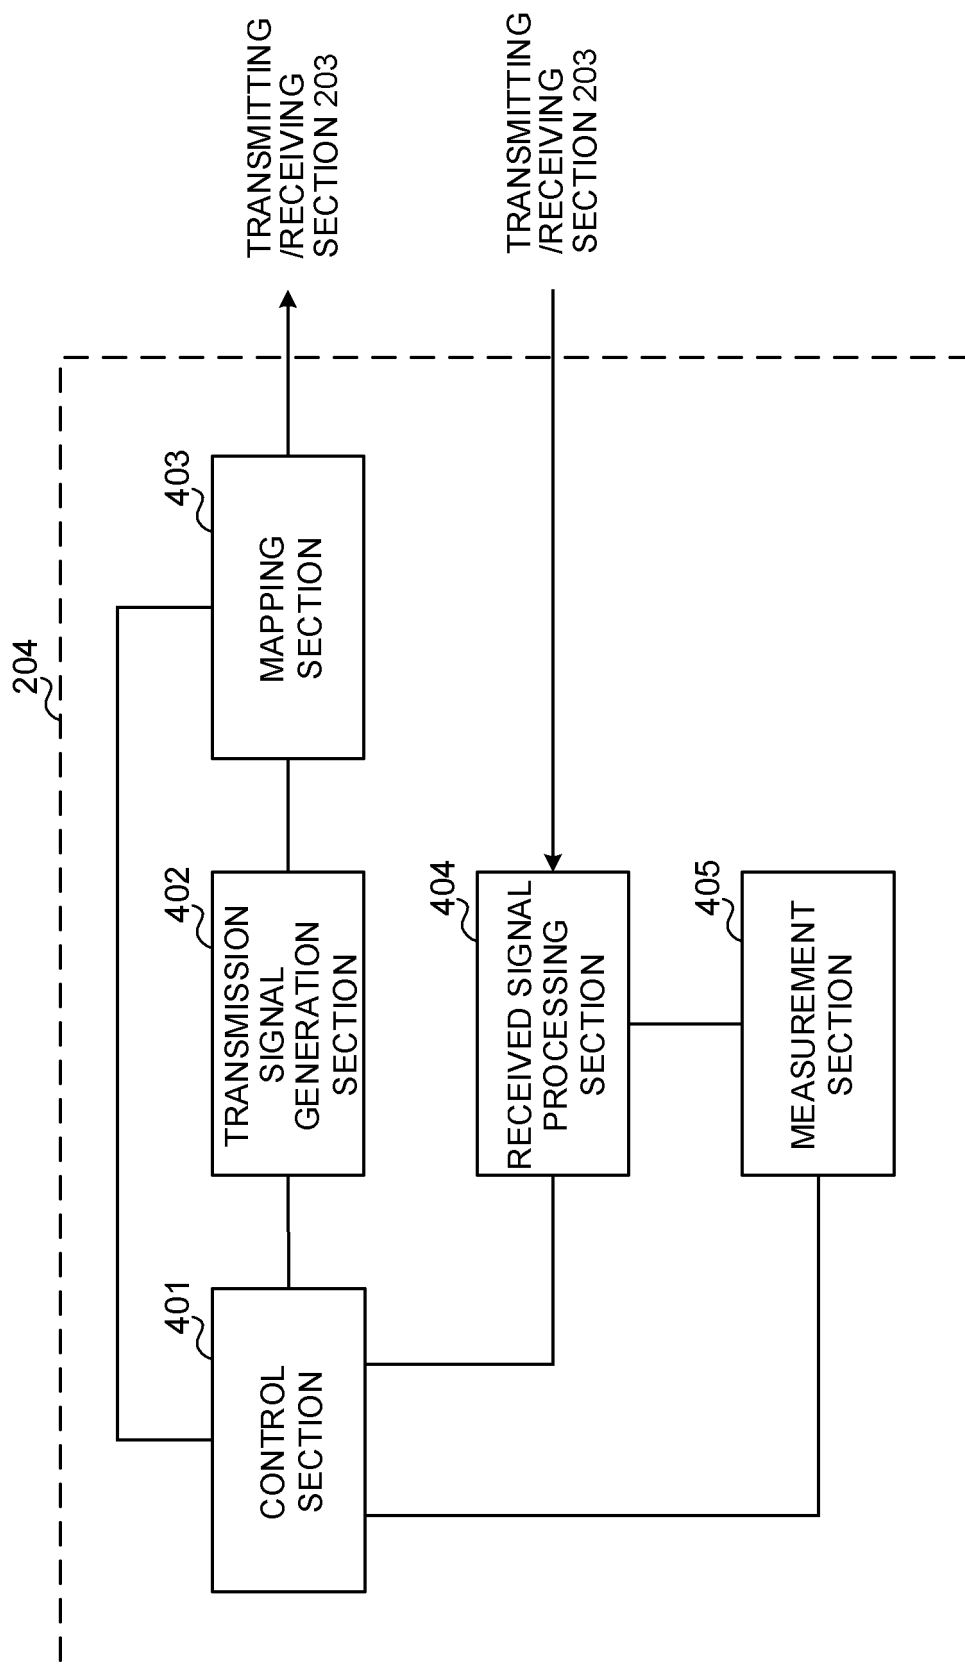 204
401
CONTROL
SECTION
402
TRANSMISSION
SIGNAL
GENERATION
SECTION
403
MAPPING
SECTION
TRANSMITTING
/RECEIVING
SECTION 203
404
RECEIVED SIGNAL
PROCESSING
SECTION
TRANSMITTING
/RECEIVING
SECTION 203
405
MEASUREMENT
SECTION